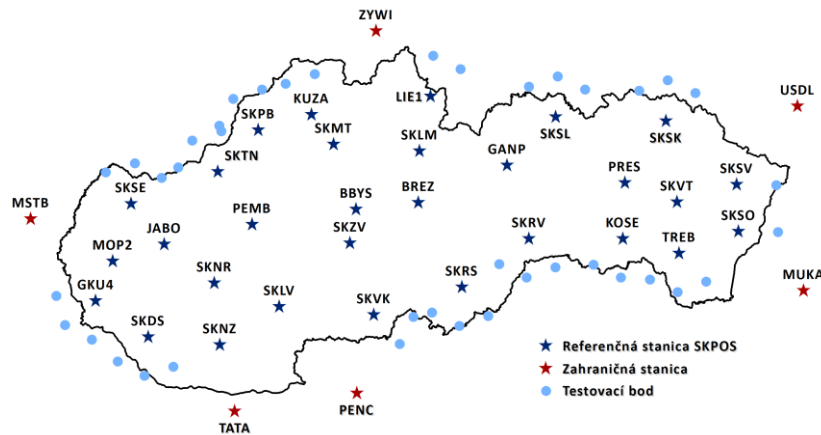 ZYWI
USDL
KUZA
LIE1
SKPB
SKMT
SKSL
SKSK
SKLM
GANP
SKTN
PRES
SKSV
SKSE
BBYS
BREZ
SKVT
MSTB
PEMB
JABO
SKZV
SKRV
KOSE
SKSO
MOP2
TREB
SKNR
SKRS
MUKA
GKU4
SKLV
SKVK
SKDS
SKNZ
Referenčná stanica SKPOS
Zahraničná stanica
Testovací bod
PENC
TATA